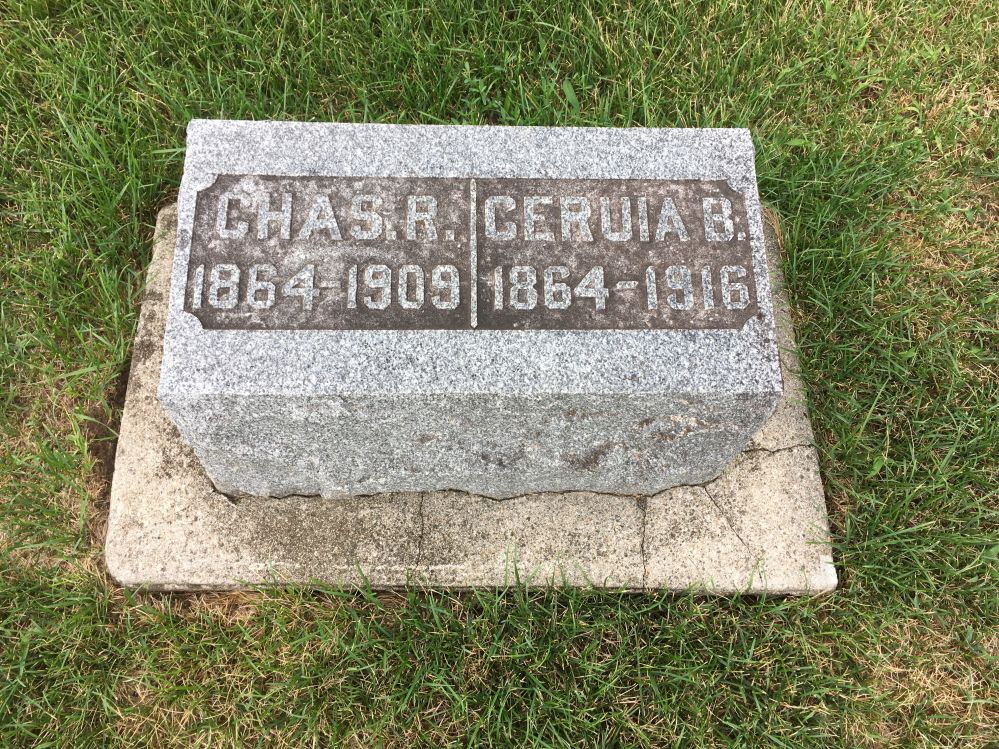 CHAS. R.
1864-1909
CERUIA B.
1864-1916